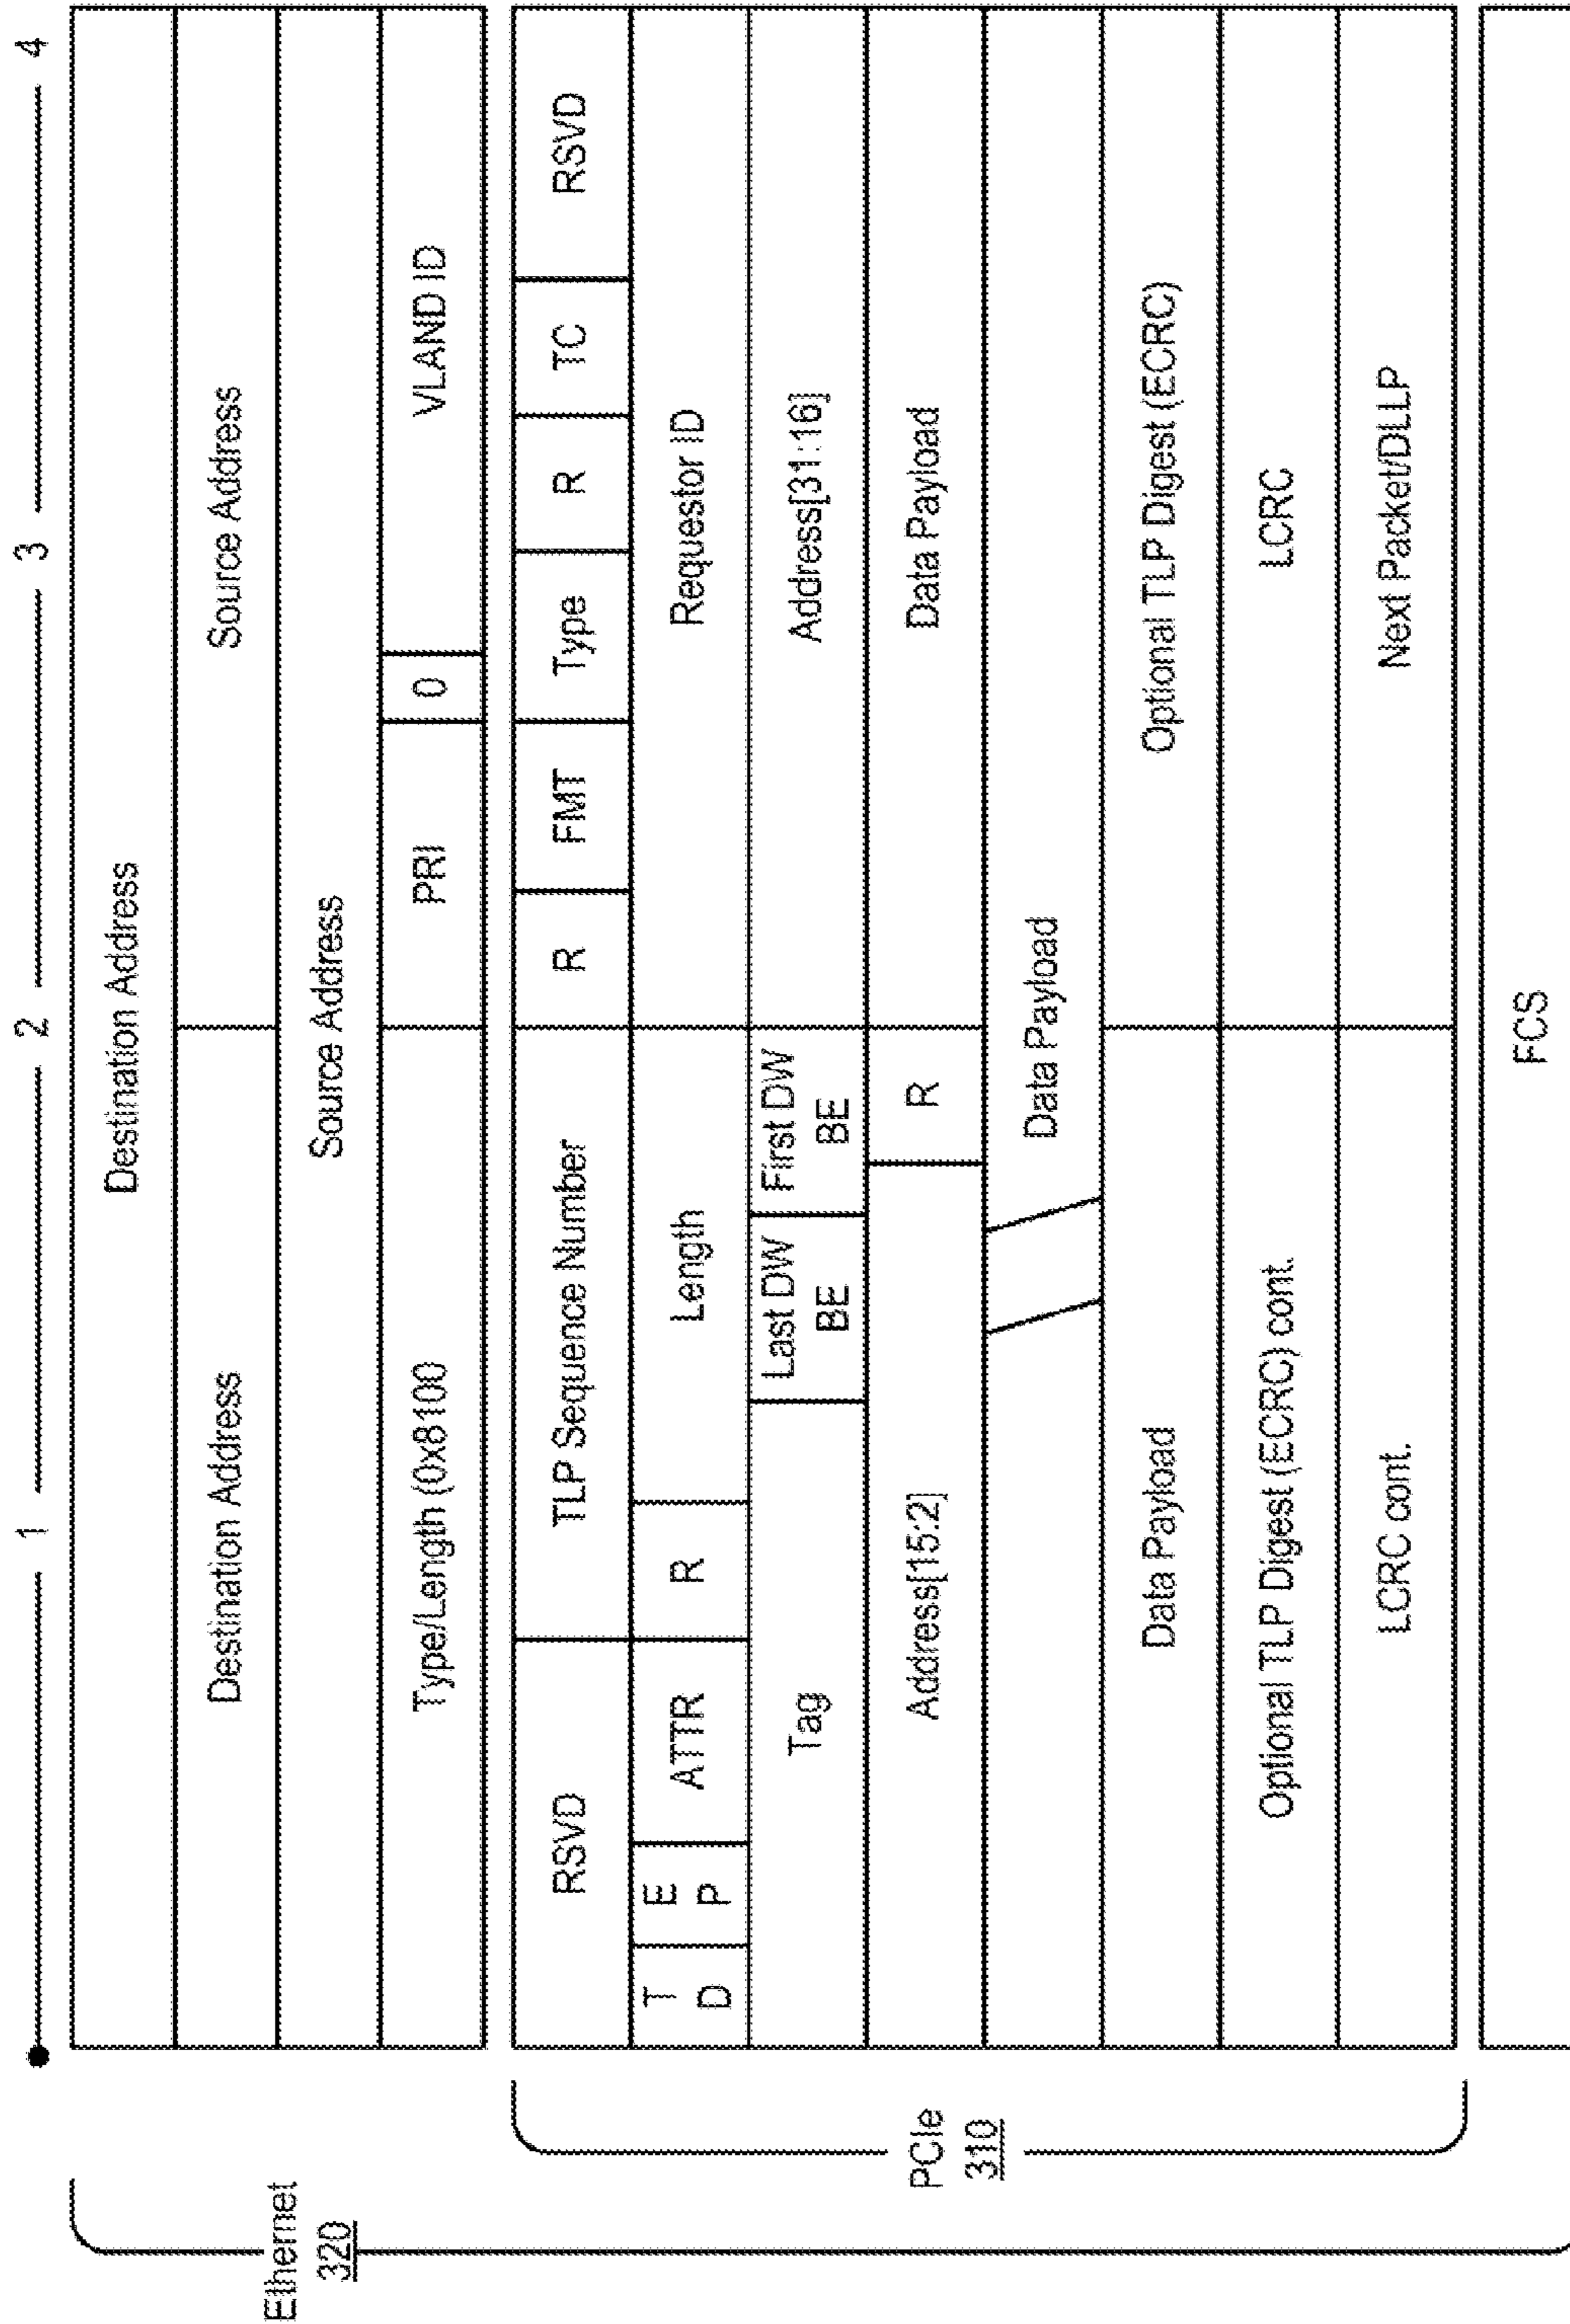 1 2 3 4
Ethernet
320
Destination Address
Destination Address Source Address
Source Address
Type/Length (0x8100 PRI 0 VLAND ID
PCIe
310
RSVD TLP Sequence Number R FMT Type R TC RSVD
T D E P ATTR R Length Requestor ID
Tag Last DW BE First DW BE Address[31:16]
Address[15:2] R Data Payload
Data Payload
Data Payload Optional TLP Digest (ECRC)
Optional TLP Digest (ECRC) cont. LCRC
LCRC cont. Next Packet/DLLP
FCS